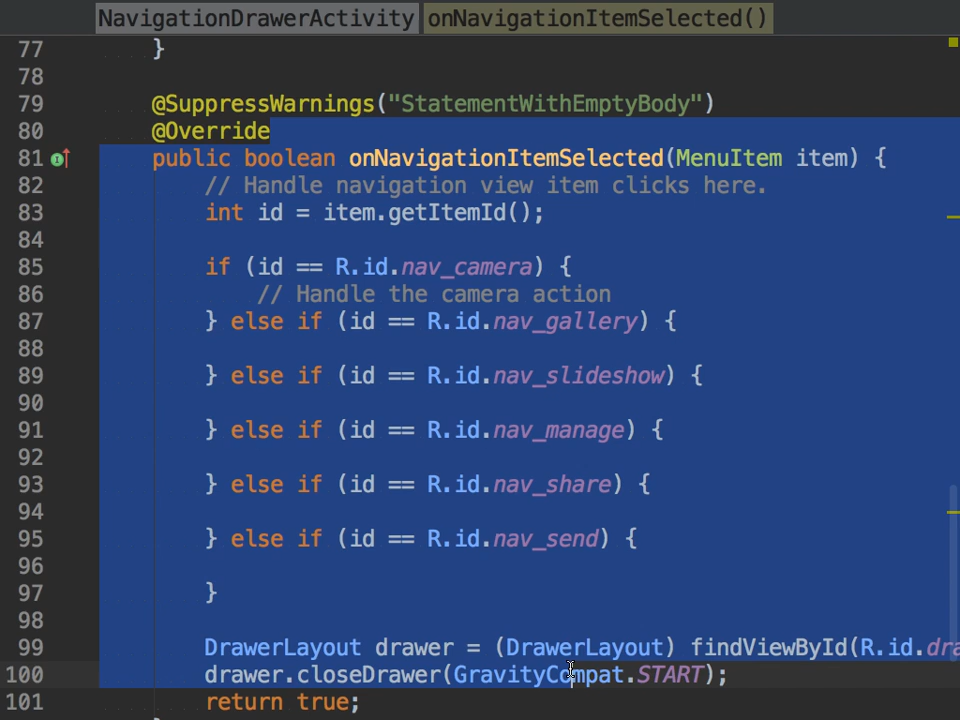 NavigationDrawerActivity onNavigationItemSelected()
77 }
78
79 @SuppressWarnings("StatementWithEmptyBody")
80 @Override
81 public boolean onNavigationItemSelected(MenuItem item) {
82 // Handle navigation view item clicks here.
83 int id = item.getItemId();
84
85 if (id == R.id.nav_camera) {
86 // Handle the camera action
87 } else if (id == R.id.nav_gallery) {
88
89 } else if (id == R.id.nav_slideshow) {
90
91 } else if (id == R.id.nav_manage) {
92
93 } else if (id == R.id.nav_share) {
94
95 } else if (id == R.id.nav_send) {
96
97 }
98
99 DrawerLayout drawer = (DrawerLayout) findViewById(R.id.dra
100 drawer.closeDrawer(GravityCompat.START);
101 return true;